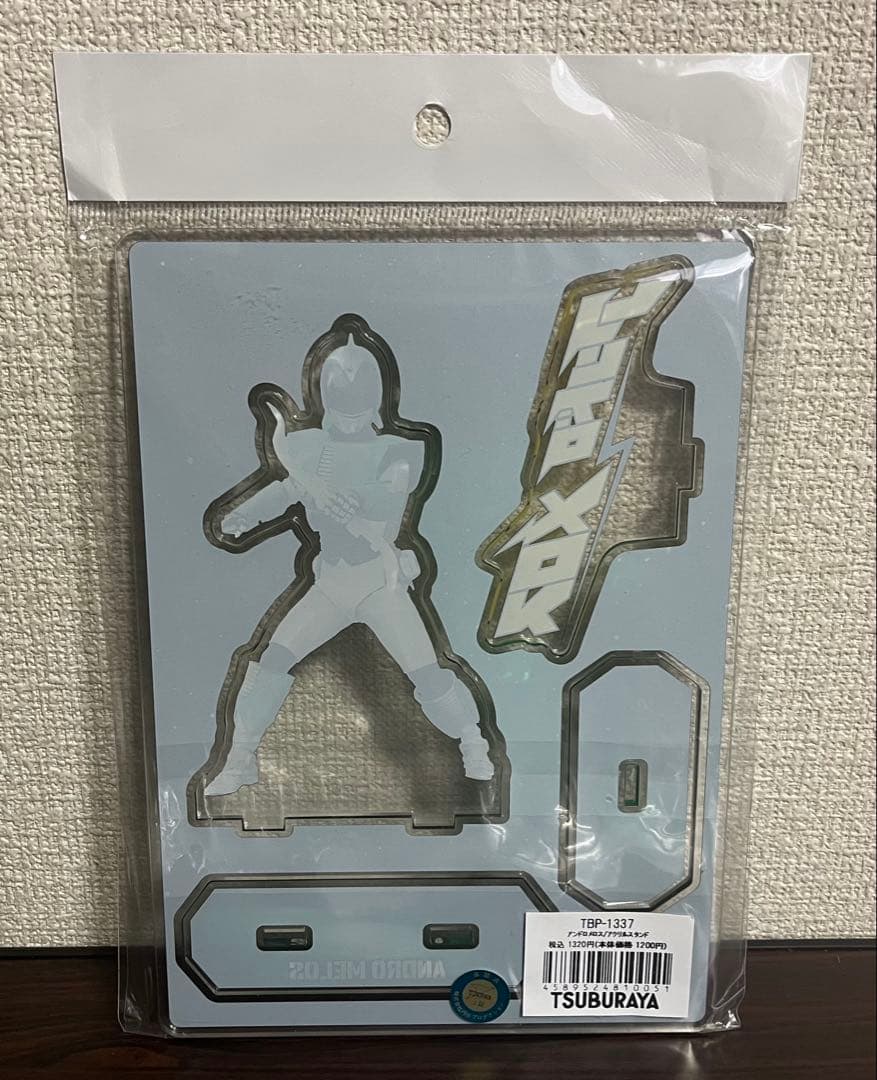 アンドロメロス
TBP-1337
アンドロメロス/アクリルスタンド
税込 1320円(本体価格 1200円)
4589524810051
TSUBURAYA
ANDRO MELOS